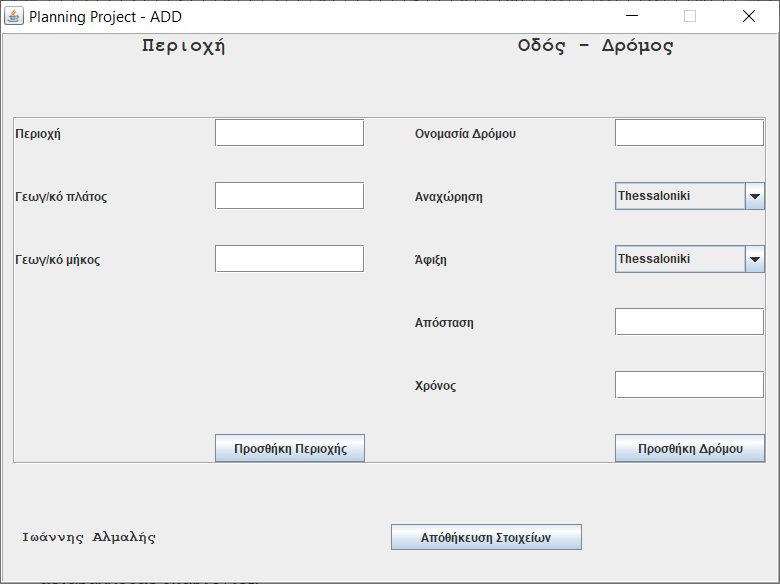 Planning Project - ADD
Περιοχή
Οδός - Δρόμος
Περιοχή
Ονομασία Δρόμου
Γεωγ/κό πλάτος
Αναχώρηση
Thessaloniki
Γεωγ/κό μήκος
Άφιξη
Thessaloniki
Απόσταση
Χρόνος
Προσθήκη Περιοχής
Προσθήκη Δρόμου
Ιωάννης Αλμαλής
Απόθήκευση Στοιχείων